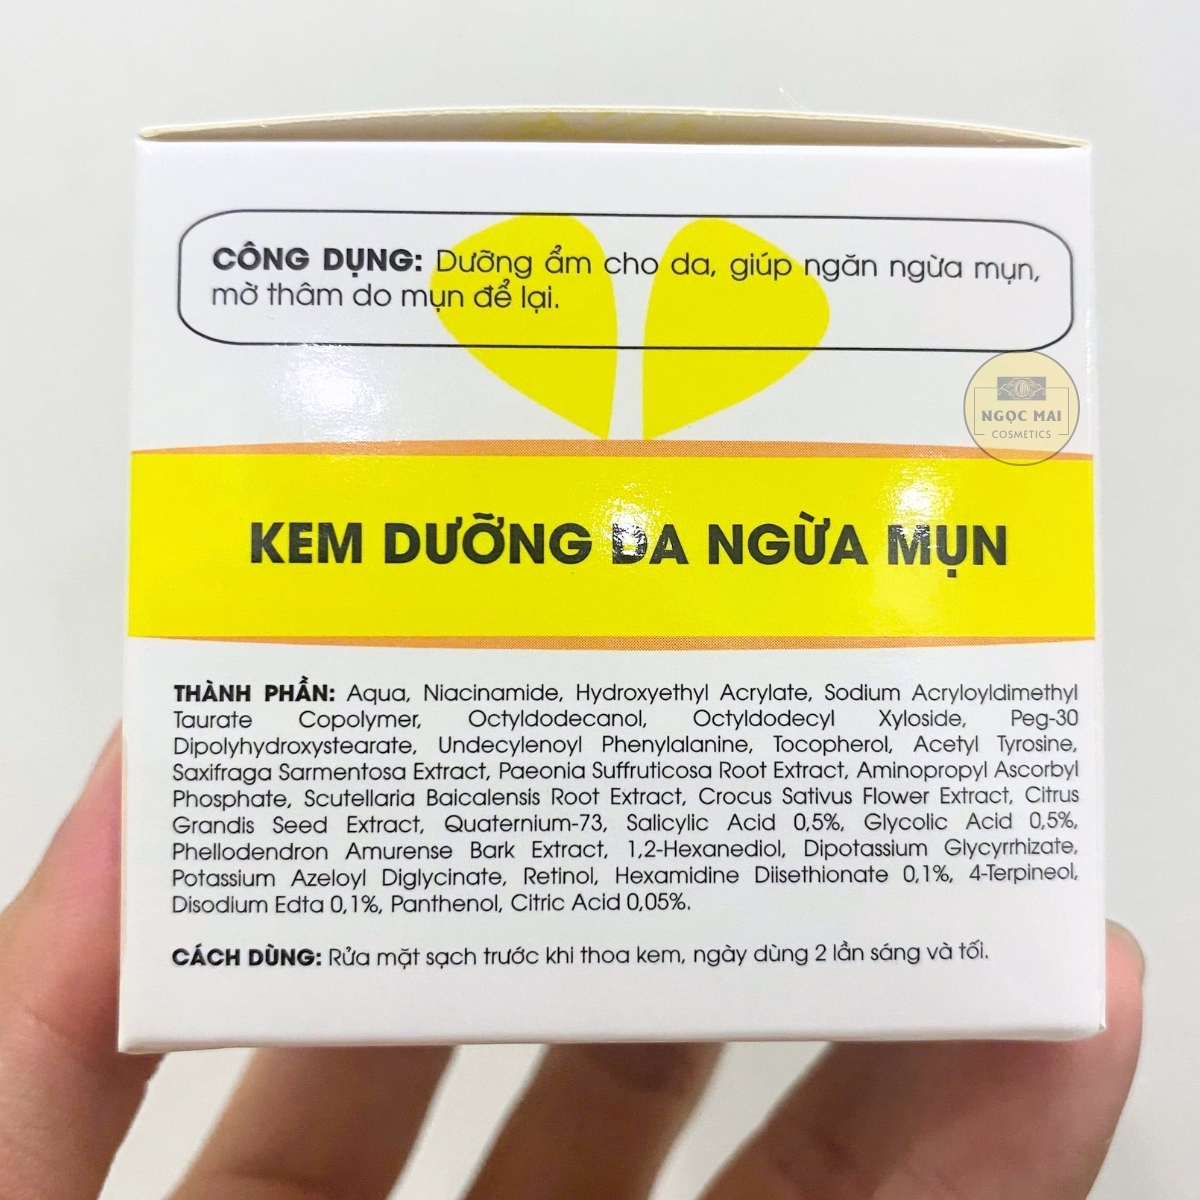 CÔNG DỤNG: Dưỡng ẩm cho da, giúp ngăn ngừa mụn,
mờ thâm do mụn để lại.
NGỌC MAI
COSMETICS
KEM DƯỠNG DA NGỪA MỤN
THÀNH PHẦN: Aqua, Niacinamide, Hydroxyethyl Acrylate, Sodium Acryloyldimethyl
Taurate Copolymer, Octyldodecanol, Octyldodecyl Xyloside, Peg-30
Dipolyhydroxystearate, Undecylenoyl Phenylalanine, Tocopherol, Acetyl Tyrosine,
Saxifraga Sarmentosa Extract, Paeonia Suffruticosa Root Extract, Aminopropyl Ascorbyl
Phosphate, Scutellaria Baicalensis Root Extract, Crocus Sativus Flower Extract, Citrus
Grandis Seed Extract, Quaternium-73, Salicylic Acid 0,5%, Glycolic Acid 0,5%,
Phellodendron Amurense Bark Extract, 1,2-Hexanediol, Dipotassium Glycyrrhizate,
Potassium Azeloyl Diglycinate, Retinol, Hexamidine Diisethionate 0,1%, 4-Terpineol,
Disodium Edta 0,1%, Panthenol, Citric Acid 0,05%.
CÁCH DÙNG: Rửa mặt sạch trước khi thoa kem, ngày dùng 2 lần sáng và tối.